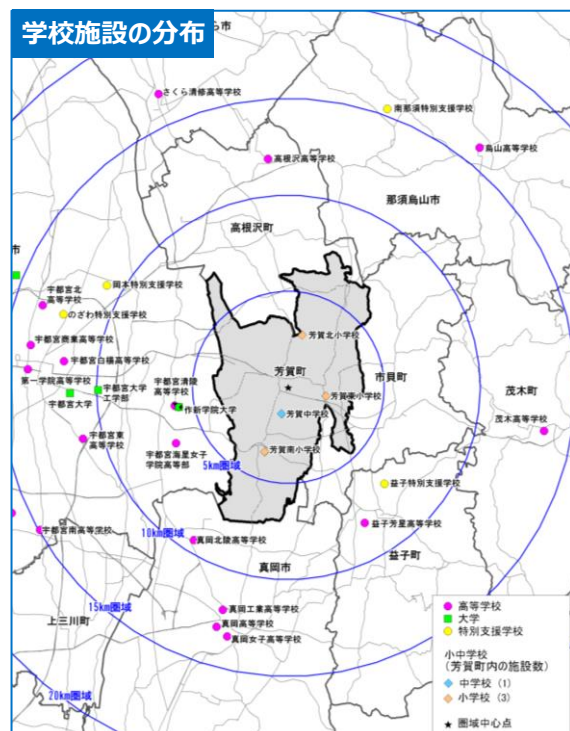 学校施設の分布
ら市
さくら清修高等学校
南那須特別支援学校
烏山高等学校
高根沢高等学校
那須烏山市
高根沢町
市
岡本特別支援学校
宇都宮北
高等学校
のざわ特別支援学校
芳賀北小学校
宇都宮商業高等学校
宇都宮白楊高等学校
第一学院高等学校
芳賀町
市貝町
宇都宮大学
工学部
宇都宮清陵
高等学校
宇都宮大学
作新学院大学
芳賀東小学校
茂木町
芳賀中学校
茂木高等学校
宇都宮東
高等学校
宇都宮海星女子
学院高等部
芳賀南小学校
5km圏域
益子特別支援学校
宇都宮南高等学校
10km圏域
真岡北陵高等学校
益子芳星高等学校
益子町
真岡市
15km圏域
上三川町
真岡工業高等学校
真岡高等学校
真岡女子高等学校
20km圏域
高等学校
大学
特別支援学校
小中学校
(芳賀町内の施設数)
中学校 (1)
小学校 (3)
圏域中心点